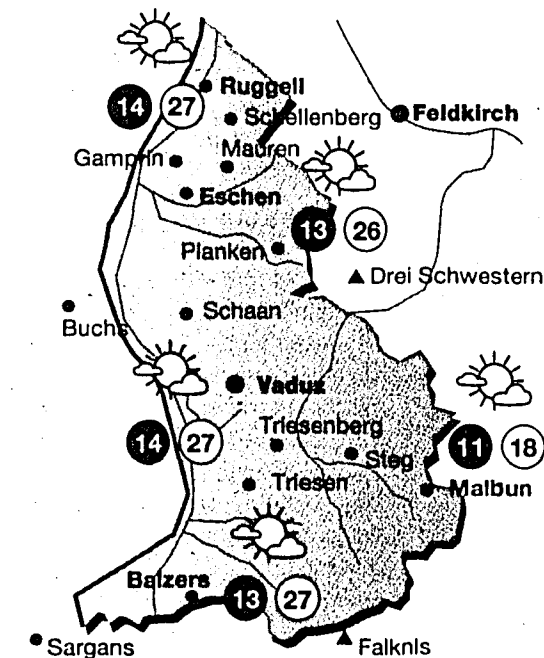 Ruggell
14 27
Schellenberg
Feldkirch
Gamprin
Mauren
Eschen
13 26
Planken
Drei Schwestern
Buchs
Schaan
Vaduz
14 27
Triesenberg
Steg
11 18
Triesen
Malbun
Balzers
13 27
Sargans
Falknls